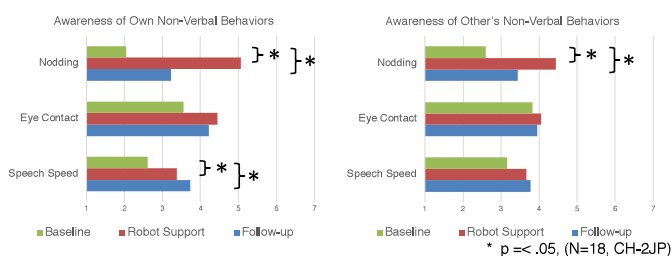 Awareness of Own Non-Verbal Behaviors
Nodding
*
*
Eye Contact
Speech Speed
*
*
1 2 3 4 5 6 7
Baseline Robot Support Follow-up
Awareness of Other's Non-Verbal Behaviors
Nodding
*
*
Eye Contact
Speech Speed
1 2 3 4 5 6 7
Baseline Robot Support Follow-up
* p =< .05, (N=18, CH-2JP)